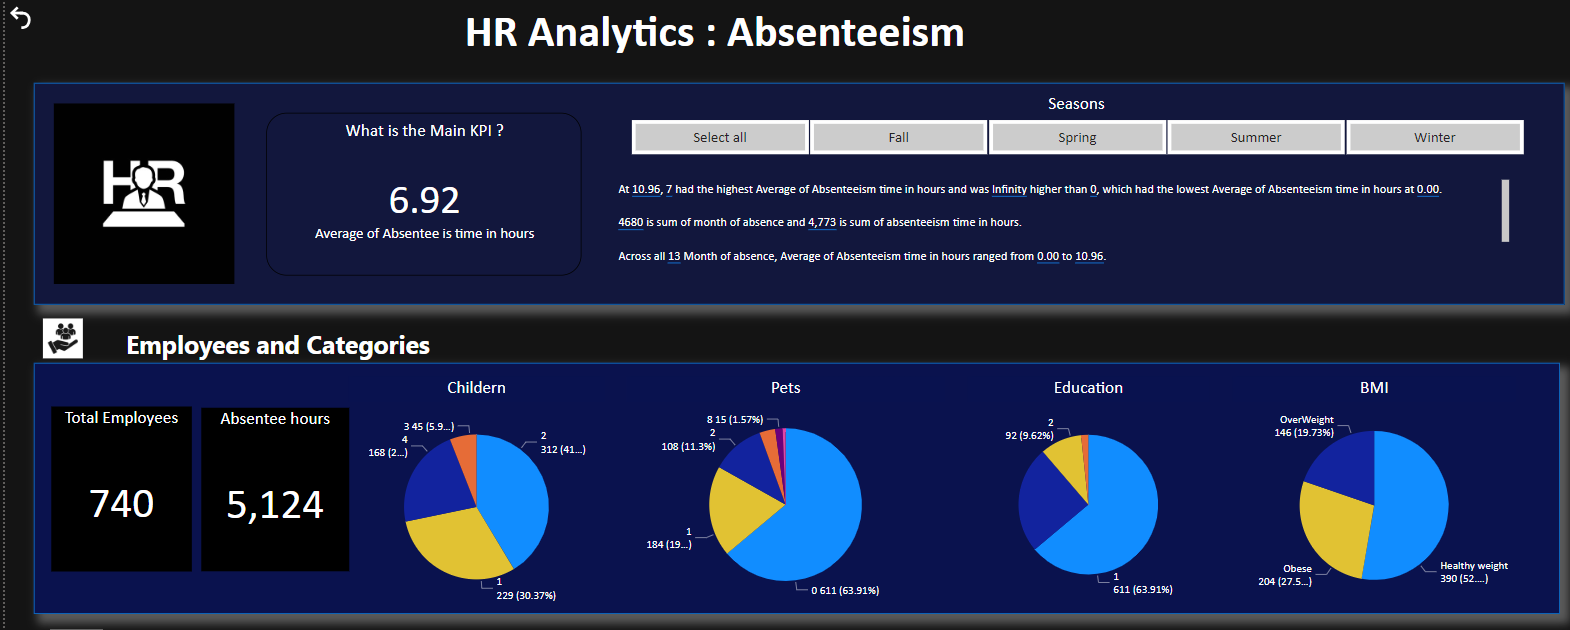 HR Analytics : Absenteeism
HR
What is the Main KPI ?
6.92
Average of Absentee is time in hours
Seasons
Select all
Fall
Spring
Summer
Winter
At 10.96, 7 had the highest Average of Absenteeism time in hours and was Infinity higher than 0, which had the lowest Average of Absenteeism time in hours at 0.00.
4680 is sum of month of absence and 4,773 is sum of absenteeism time in hours.
Across all 13 Month of absence, Average of Absenteeism time in hours ranged from 0.00 to 10.96.
Employees and Categories
Total Employees
740
Absentee hours
5,124
Childern
3 45 (5.9...)
4
168 (2...)
2
312 (41...)
1
229 (30.37%)
Pets
8 15 (1.57%)
2
108 (11.3%)
1
184 (19...)
0 611 (63.91%)
Education
2
92 (9.62%)
1
611 (63.91%)
BMI
OverWeight
146 (19.73%)
Obese
204 (27.5...)
Healthy weight
390 (52....)